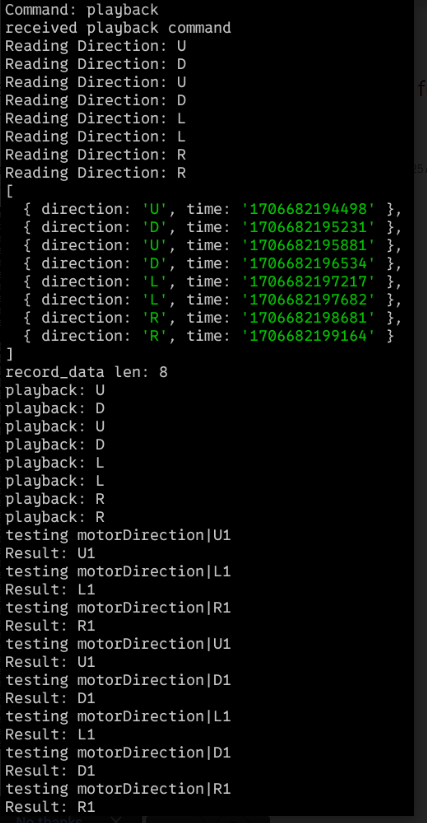 Command: playback
received playback command
Reading Direction: U
Reading Direction: D
Reading Direction: U
Reading Direction: D
Reading Direction: L
Reading Direction: L
Reading Direction: R
Reading Direction: R
[
  { direction: 'U', time: '1706682194498' },
  { direction: 'D', time: '1706682195231' },
  { direction: 'U', time: '1706682195881' },
  { direction: 'D', time: '1706682196534' },
  { direction: 'L', time: '1706682197217' },
  { direction: 'L', time: '1706682197682' },
  { direction: 'R', time: '1706682198681' },
  { direction: 'R', time: '1706682199164' }
]
record_data len: 8
playback: U
playback: D
playback: U
playback: D
playback: L
playback: L
playback: R
playback: R
testing motorDirection|U1
Result: U1
testing motorDirection|L1
Result: L1
testing motorDirection|R1
Result: R1
testing motorDirection|U1
Result: U1
testing motorDirection|D1
Result: D1
testing motorDirection|L1
Result: L1
testing motorDirection|D1
Result: D1
testing motorDirection|R1
Result: R1